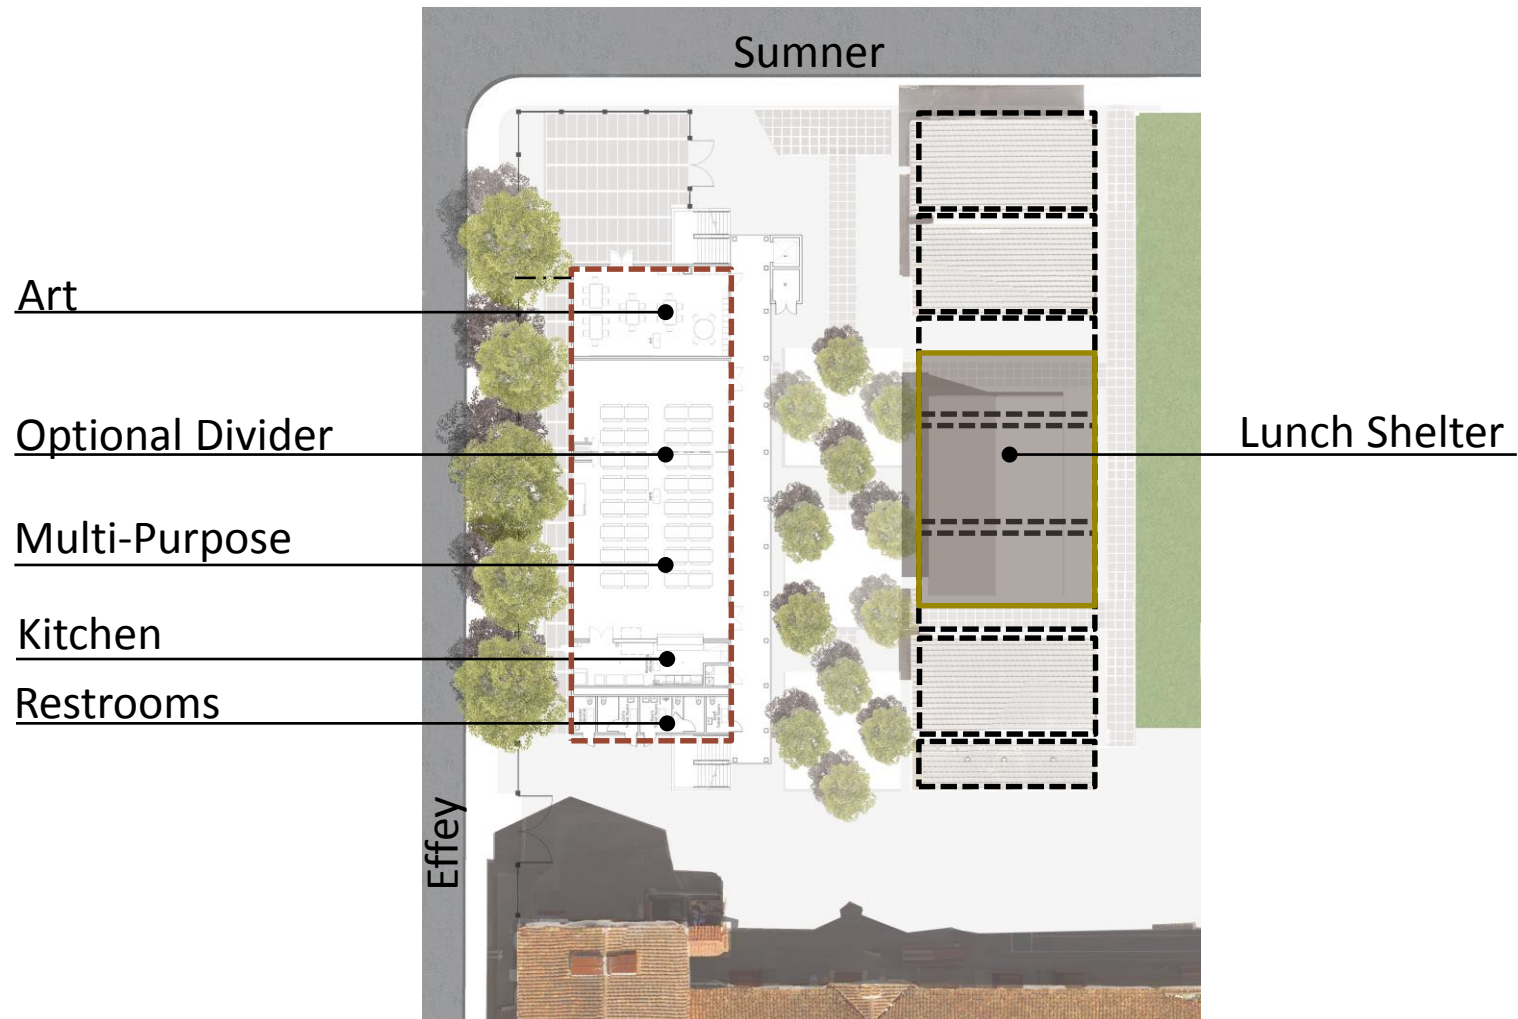 Sumner
Art
Optional Divider
Lunch Shelter
Multi-Purpose
Kitchen
Restrooms
Effey